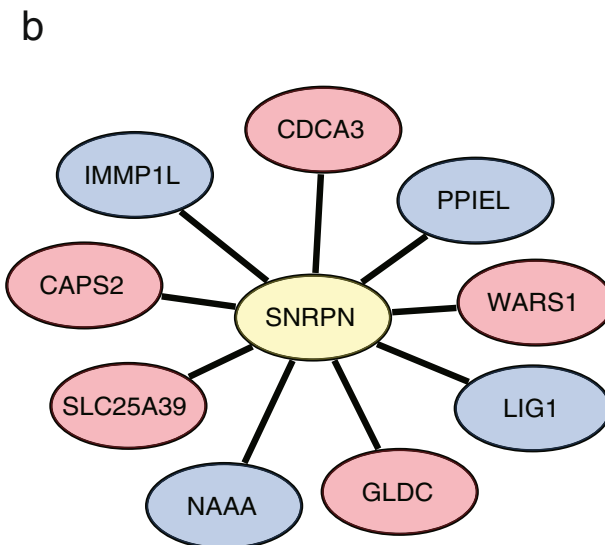 b
CDCA3
IMMP1L
PPIEL
CAPS2
WARS1
SNRPN
SLC25A39
LIG1
GLDC
NAAA